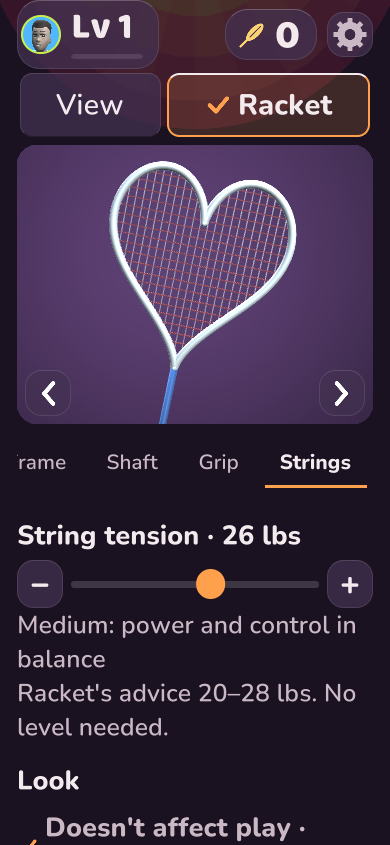 Lv 1
0
View
Racket
rame Shaft Grip Strings
String tension · 26 lbs
Medium: power and control in
balance
Racket's advice 20–28 lbs. No
level needed.
Look
Doesn't affect play ·